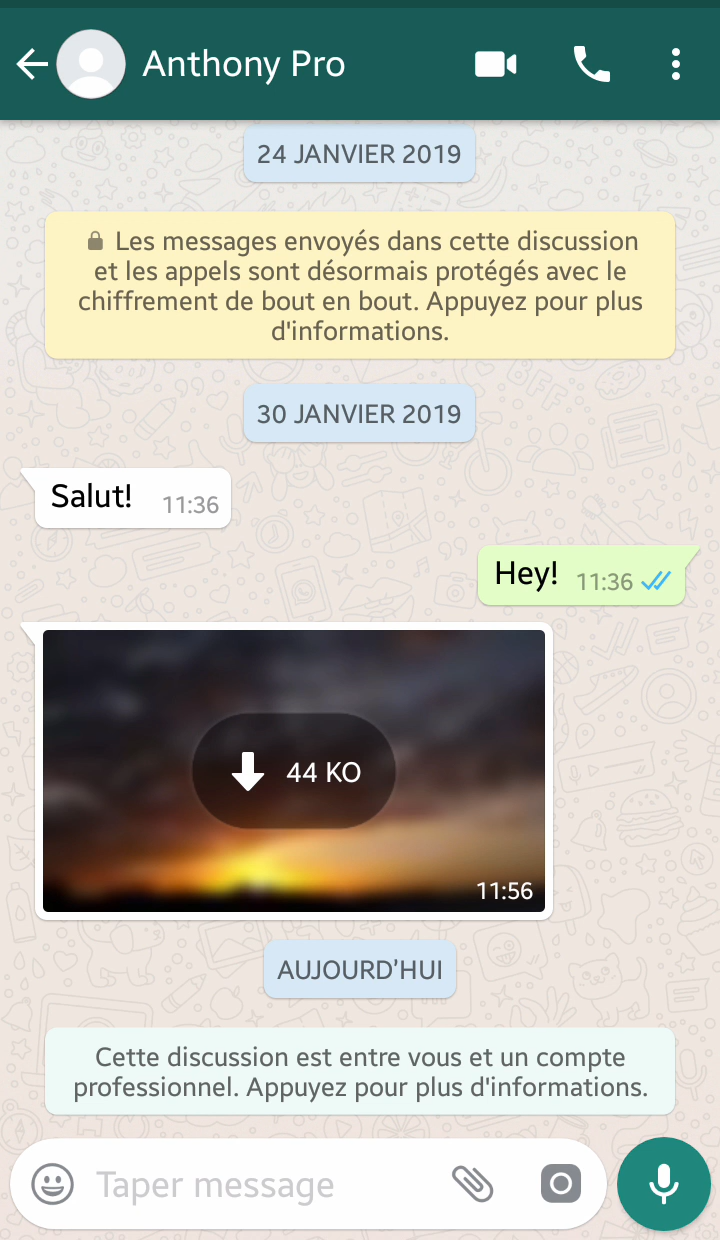 Anthony Pro
24 JANVIER 2019
Les messages envoyés dans cette discussion
et les appels sont désormais protégés avec le
chiffrement de bout en bout. Appuyez pour plus
d'informations.
30 JANVIER 2019
Salut! 11:36
Hey! 11:36
44 KO
11:56
AUJOURD'HUI
Cette discussion est entre vous et un compte
professionnel. Appuyez pour plus d'informations.
Taper message